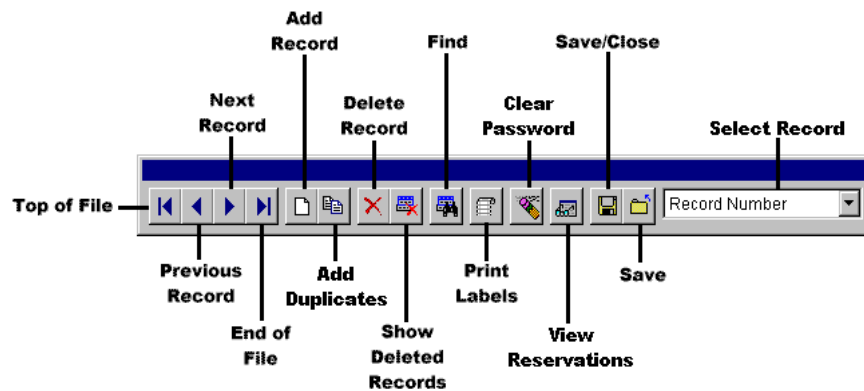 Add
Record
Find
Save/Close
Next
Record
Delete
Record
Clear
Password
Select Record
Top of File
Record Number
Previous
Record
Add
Duplicates
Print
Labels
Save
End of
File
Show
Deleted
Records
View
Reservations